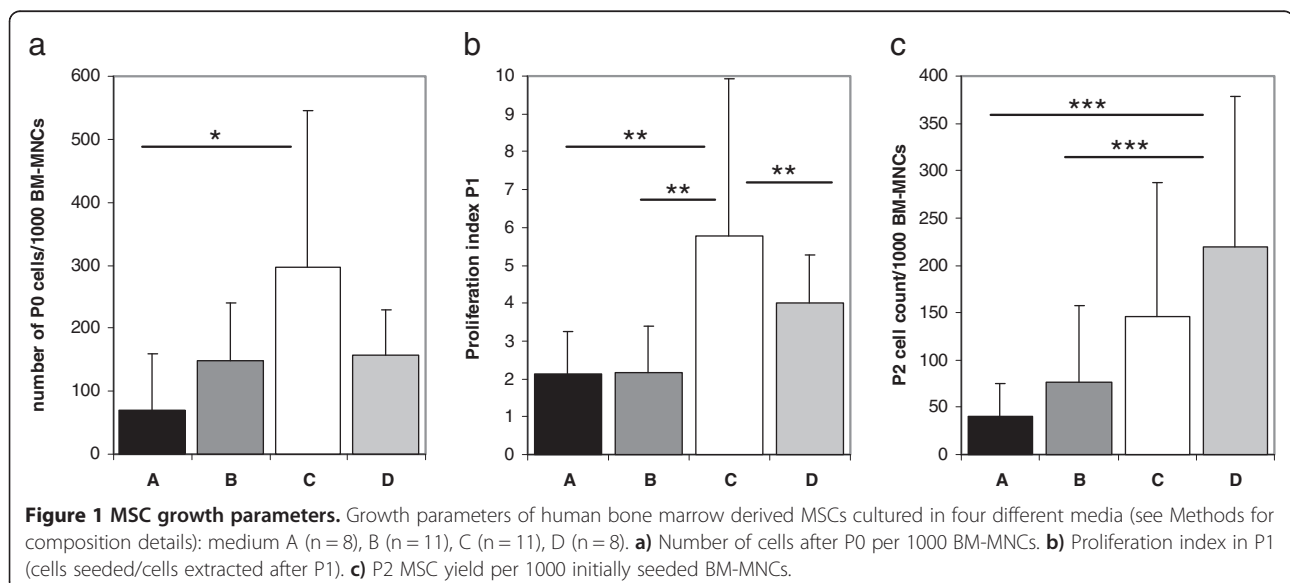 a
b
c
number of P0 cells/1000 BM-MNCs
600
500
400
300
200
100
0
*
A B C D
Proliferation index P1
10
9
8
7
6
5
4
3
2
1
0
**
**
**
A B C D
P2 cell count/1000 BM-MNCs
400
350
300
250
200
150
100
50
0
***
***
A B C D
Figure 1 MSC growth parameters. Growth parameters of human bone marrow derived MSCs cultured in four different media (see Methods for
composition details): medium A (n = 8), B (n = 11), C (n = 11), D (n = 8). a) Number of cells after P0 per 1000 BM-MNCs. b) Proliferation index in P1
(cells seeded/cells extracted after P1). c) P2 MSC yield per 1000 initially seeded BM-MNCs.